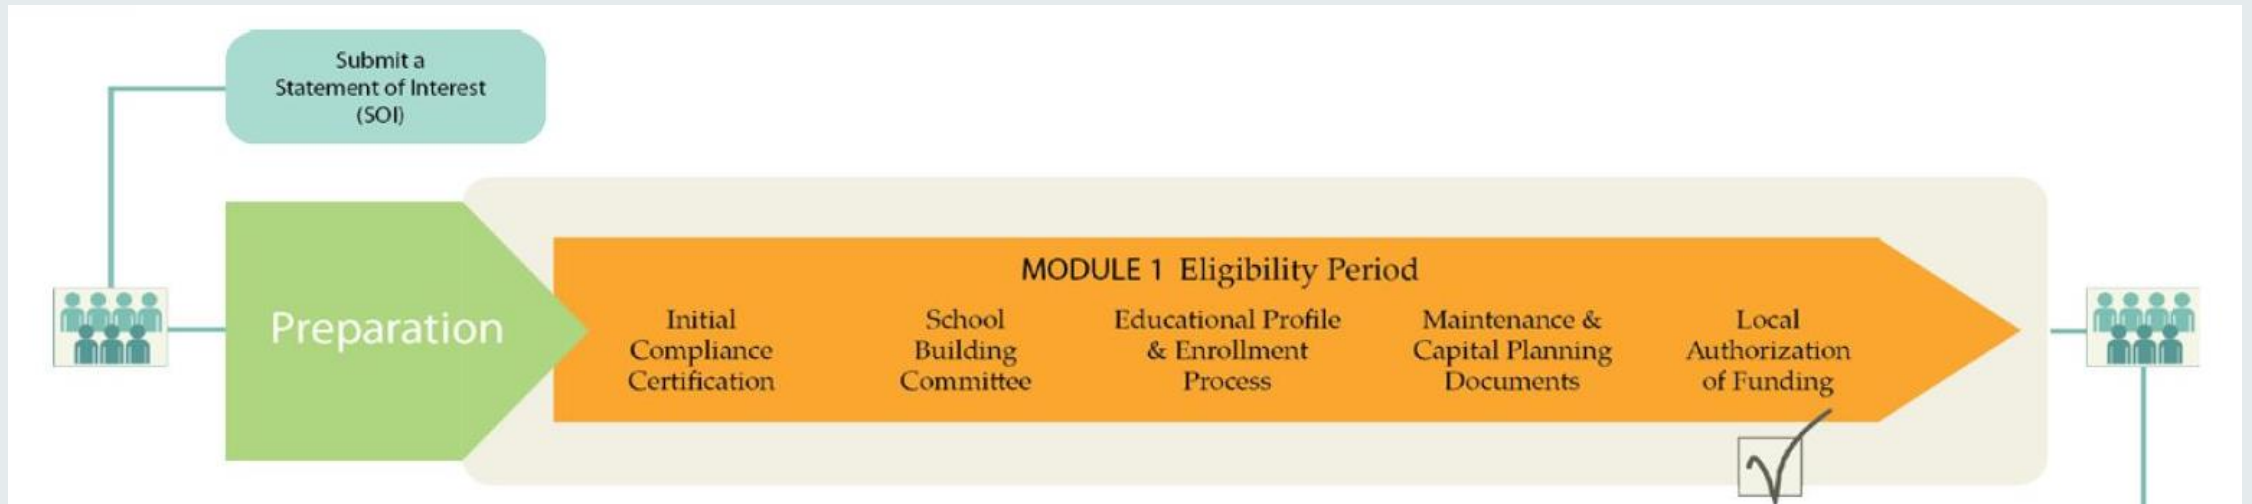 Submit a
Statement of Interest
(SOI)
Preparation
MODULE 1 Eligibility Period
Initial
Compliance
Certification
School
Building
Committee
Educational Profile
& Enrollment
Process
Maintenance &
Capital Planning
Documents
Local
Authorization
of Funding